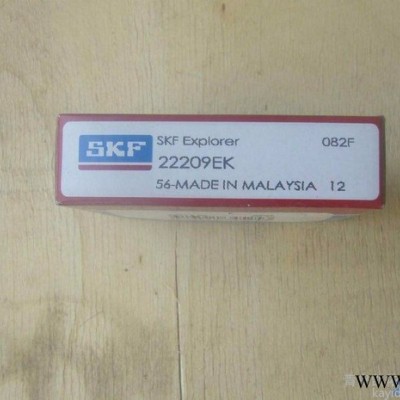 SKF
SKF Explorer 082F
22209EK
56-MADE IN MALAYSIA 12
www